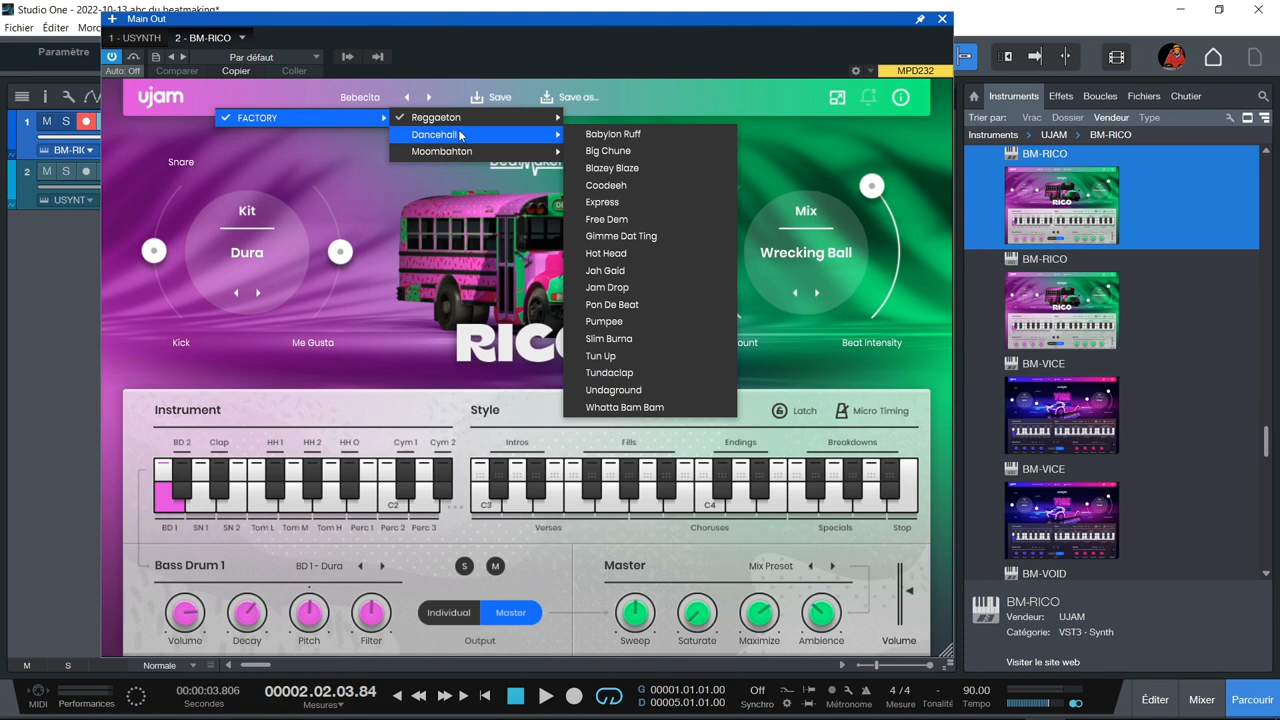 Studio One - 2022-10-13 abc du beatmaking*
Fichier Éditer
Main Out
1 - USYNTH 2 - BM-RICO
Paramètre
Par défaut
Auto: Off Comparer Copier Coller
MPD232
ujam
Bebecita
Save
Save as...
FACTORY
Reggaeton
Dancehall
Moombahton
Babylon Ruff
Big Chune
Blazey Blaze
Coodeeh
Express
Free Dem
Gimme Dat Ting
Hot Head
Jah Gaid
Jam Drop
Pon De Beat
Pumpee
Slim Burna
Tun Up
Tundaclap
Undaground
Whatta Bam Bam
1 M S
BM-RI
2 M S
USYNT
Snare
Kit
Dura
Kick
Me Gusta
RICO
Mix
Wrecking Ball
Beat Intensity
Instrument
Style
Latch
Micro Timing
BD 2 Clap HH 1 HH 2 HH O Cym 1 Cym 2
Intros Fills Endings Breakdowns
C2 C3 C4
BD 1 SN 1 SN 2 Tom L Tom M Tom H Perc 1 Perc 2 Perc 3
Verses Choruses Specials Stop
Bass Drum 1
BD 1 - Dura
S M
Master
Mix Preset
Individual Master
Volume Decay Pitch Filter Output Sweep Saturate Maximize Ambience Volume
Instruments Effets Boucles Fichiers Chutier
Trier par: Vrac Dossier Vendeur Type
Instruments UJAM BM-RICO
BM-RICO
BM-RICO
BM-VICE
BM-VICE
BM-VOID
BM-RICO
Vendeur: UJAM
Catégorie: VST3 · Synth
Visiter le site web
M S Normale
MIDI
Performances
00:00:03.806
Secondes
00002.02.03.84
Mesures
G 00001.01.01.00
D 00005.01.01.00
Off
Synchro
Métronome
4 / 4
Mesure
-
Tonalité
90.00
Tempo
Éditer Mixer Parcourir